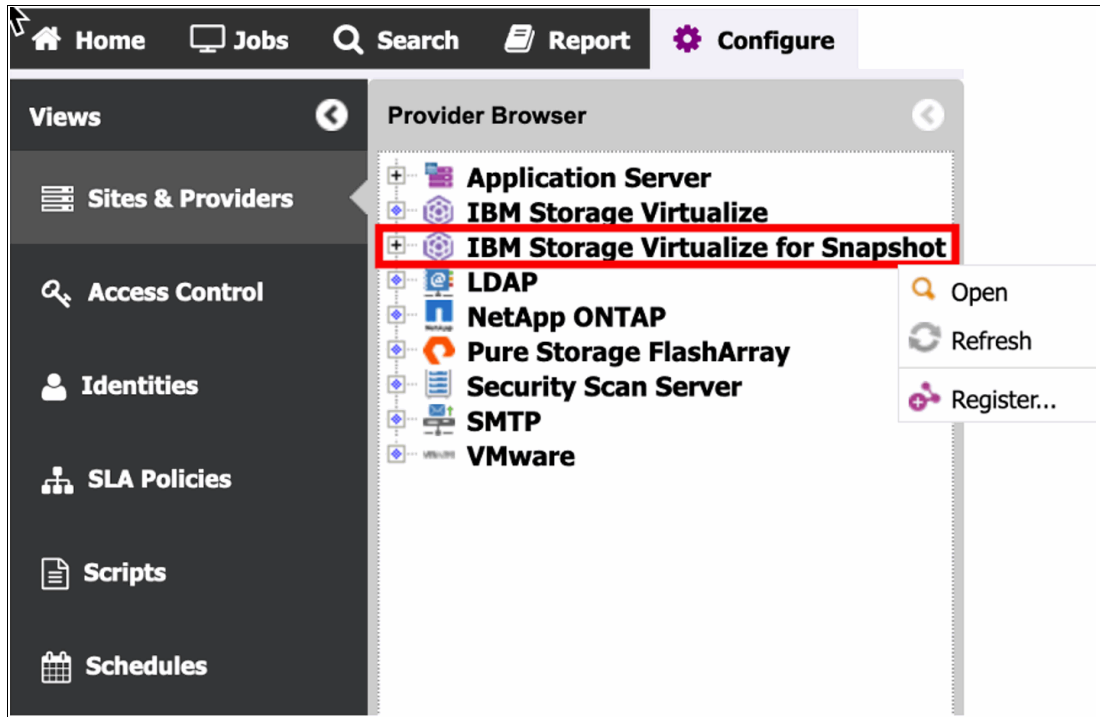 Home Jobs Search Report Configure
Views
Provider Browser
Sites & Providers
Access Control
Identities
SLA Policies
Scripts
Schedules
Application Server
IBM Storage Virtualize
IBM Storage Virtualize for Snapshot
LDAP
NetApp ONTAP
Pure Storage FlashArray
Security Scan Server
SMTP
VMware
Open
Refresh
Register...